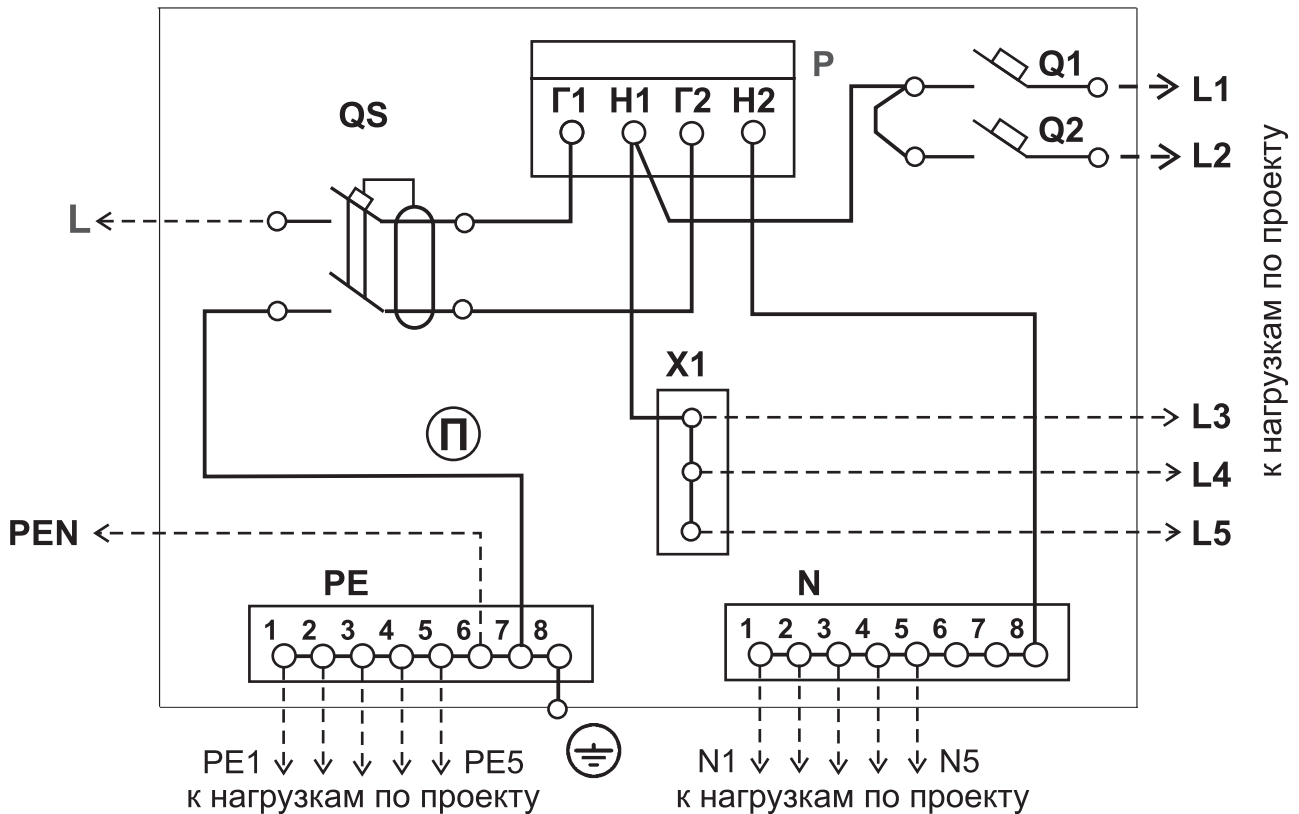 P
Г1 Н1 Г2 Н2
QS
Q1
L1
Q2
L2
к нагрузкам по проекту
L
X1
L3
П
L4
PEN
L5
PE
N
1 2 3 4 5 6 7 8
1 2 3 4 5 6 7 8
PE1 PE5
к нагрузкам по проекту
N1 N5
к нагрузкам по проекту